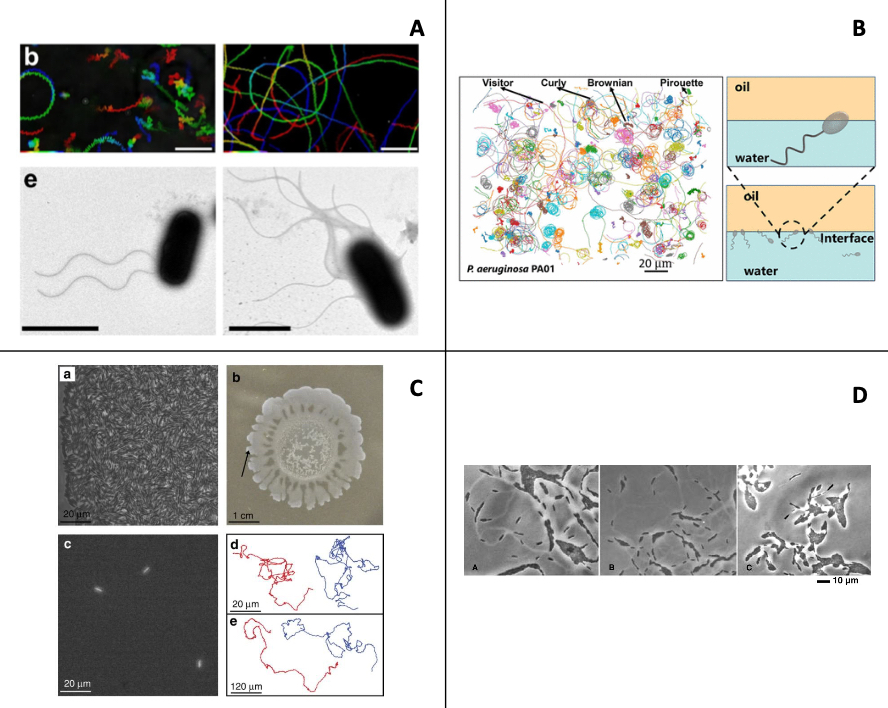 A
b
e
B
Visitor Curly Brownian Pirouette
P. aeruginosa PA01
20 μm
oil
water
oil
Interface
water
C
a
20 μm
b
1 cm
c
20 μm
d
20 μm
e
120 μm
D
A
B
C
10 μm